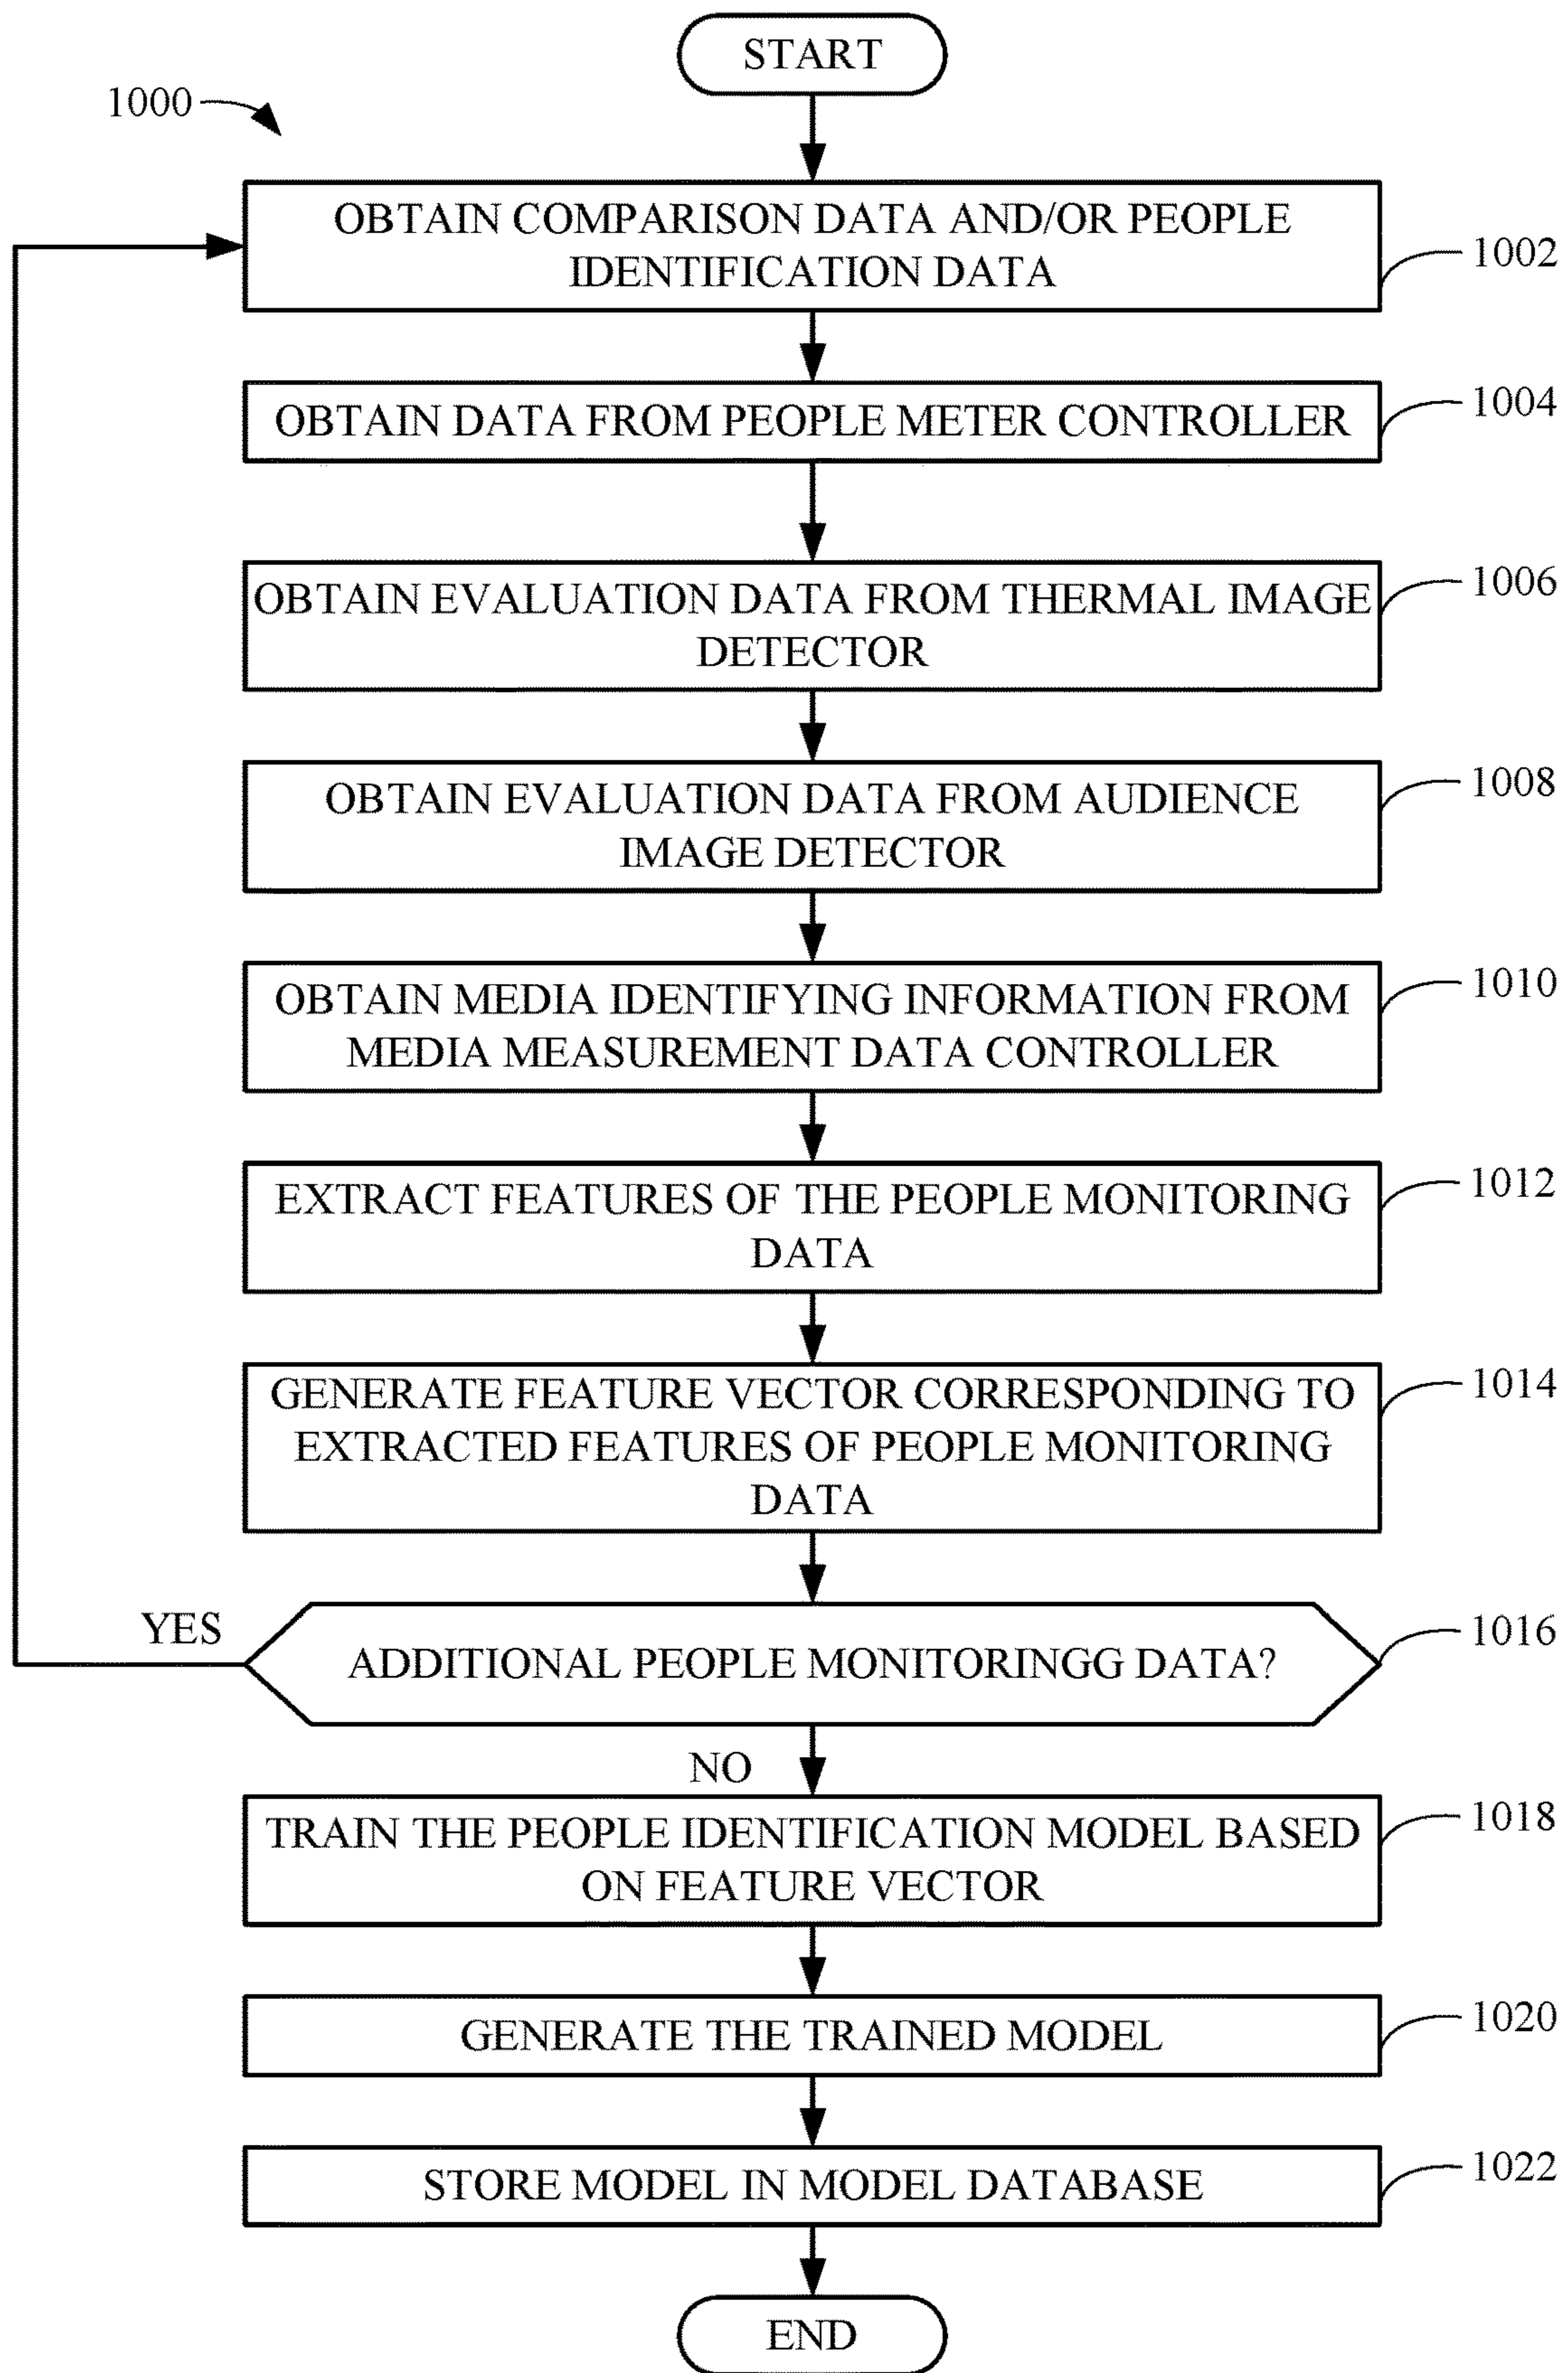 START
1000
OBTAIN COMPARISON DATA AND/OR PEOPLE
IDENTIFICATION DATA
1002
OBTAIN DATA FROM PEOPLE METER CONTROLLER
1004
OBTAIN EVALUATION DATA FROM THERMAL IMAGE
DETECTOR
1006
OBTAIN EVALUATION DATA FROM AUDIENCE
IMAGE DETECTOR
1008
OBTAIN MEDIA IDENTIFYING INFORMATION FROM
MEDIA MEASUREMENT DATA CONTROLLER
1010
EXTRACT FEATURES OF THE PEOPLE MONITORING
DATA
1012
GENERATE FEATURE VECTOR CORRESPONDING TO
EXTRACTED FEATURES OF PEOPLE MONITORING
DATA
1014
YES
ADDITIONAL PEOPLE MONITORINGG DATA?
1016
NO
TRAIN THE PEOPLE IDENTIFICATION MODEL BASED
ON FEATURE VECTOR
1018
GENERATE THE TRAINED MODEL
1020
STORE MODEL IN MODEL DATABASE
1022
END